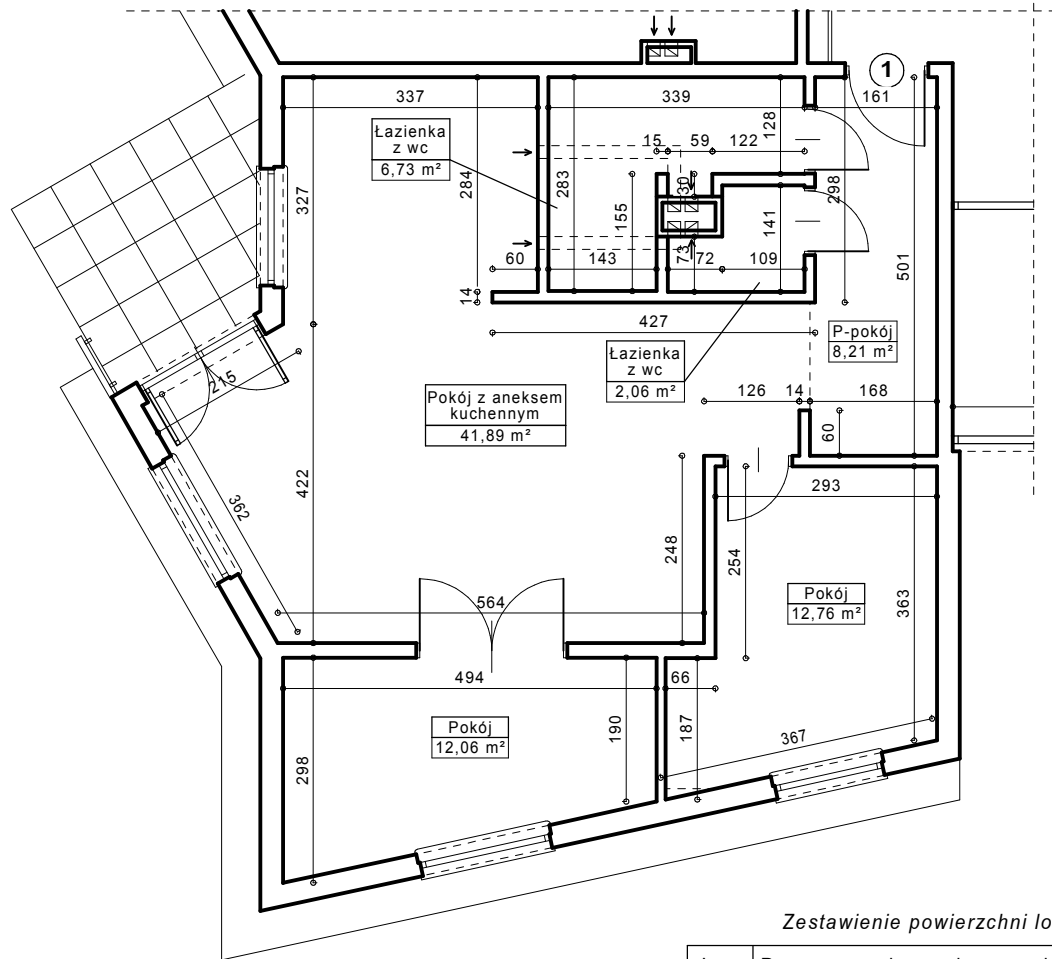 1
337
339
161
Łazienka
z wc
6,73 m²
15
59
122
128
298
327
284
283
155
30
141
501
60
143
73
72
109
14
427
P-pokój
8,21 m²
Łazienka
z wc
2,06 m²
215
Pokój z aneksem
kuchennym
41,89 m²
126
14
168
60
422
362
293
248
254
564
Pokój
12,76 m²
363
494
66
Pokój
12,06 m²
190
187
367
298
Zestawienie powierzchni lo